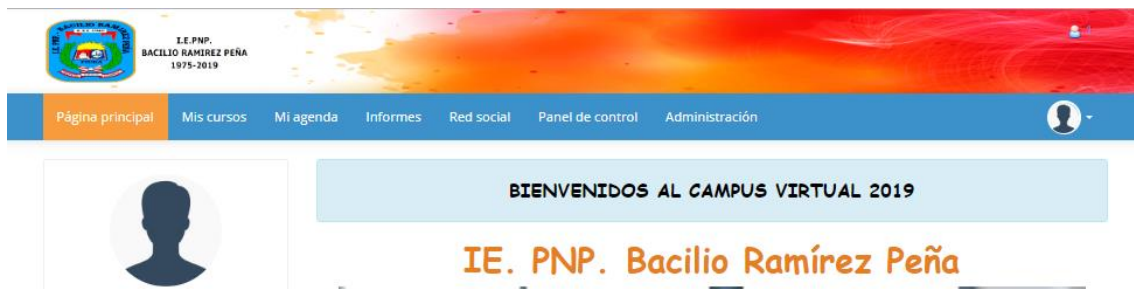 I.E.PNP.
BACILIO RAMIREZ PEÑA
1975-2019
1
Página principal Mis cursos Mi agenda Informes Red social Panel de control Administración
BIENVENIDOS AL CAMPUS VIRTUAL 2019
IE. PNP. Bacilio Ramírez Peña